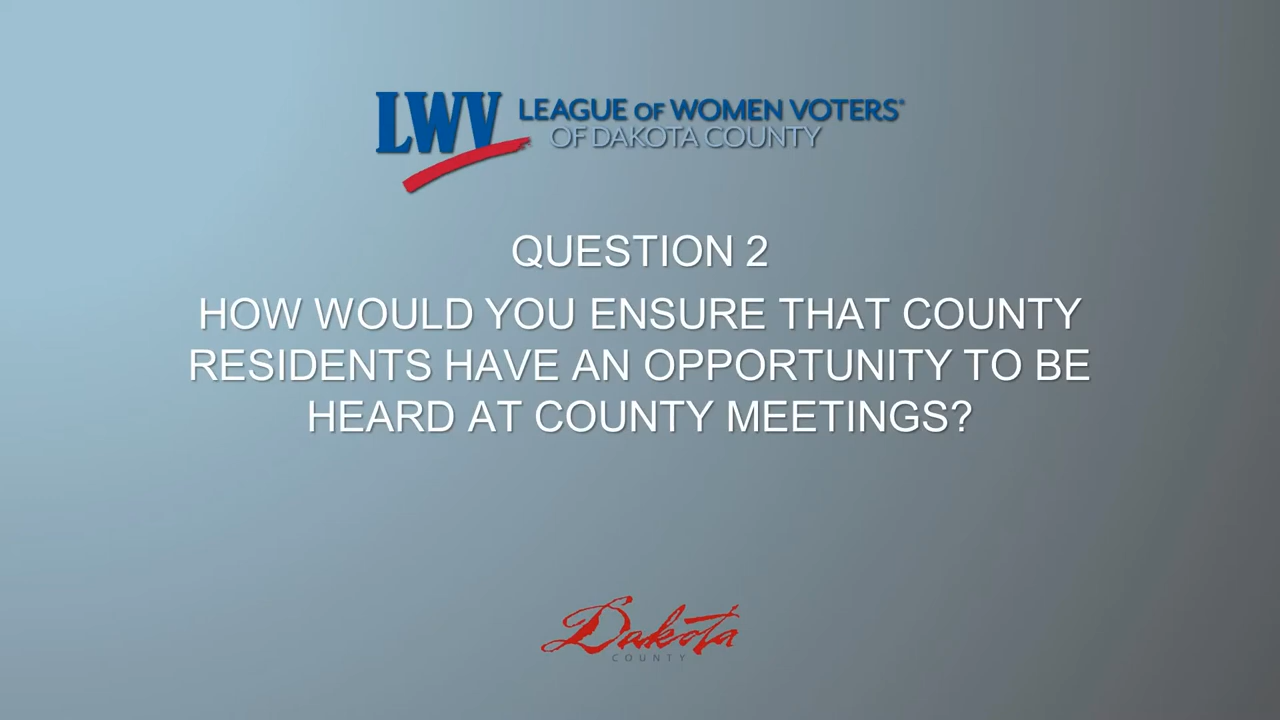 LWV LEAGUE OF WOMEN VOTERS®
OF DAKOTA COUNTY
QUESTION 2
HOW WOULD YOU ENSURE THAT COUNTY
RESIDENTS HAVE AN OPPORTUNITY TO BE
HEARD AT COUNTY MEETINGS?
Dakota
COUNTY